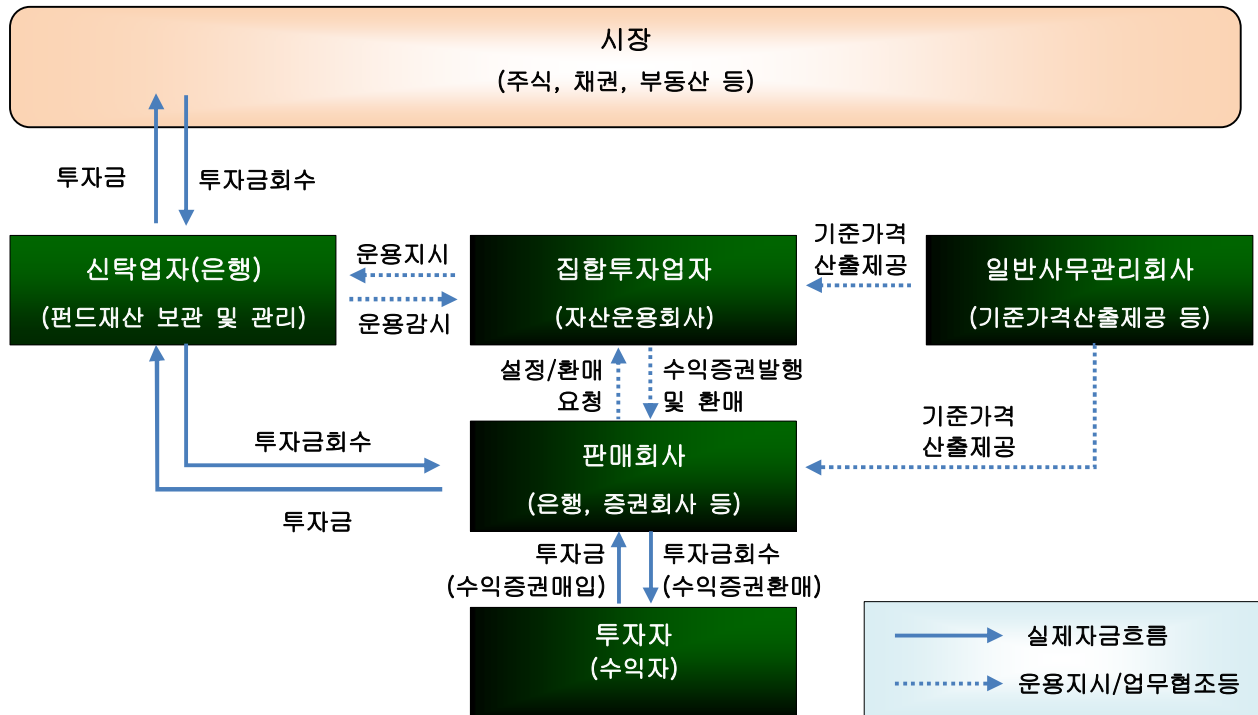 시장
(주식, 채권, 부동산 등)
투자금
투자금회수
신탁업자(은행)
(펀드재산 보관 및 관리)
운용지시
운용감시
집합투자업자
(자산운용회사)
기준가격
산출제공
일반사무관리회사
(기준가격산출제공 등)
설정/환매
요청
수익증권발행
및 환매
기준가격
산출제공
투자금회수
투자금
판매회사
(은행, 증권회사 등)
투자금
(수익증권매입)
투자금회수
(수익증권환매)
투자자
(수익자)
실제자금흐름
운용지시/업무협조등